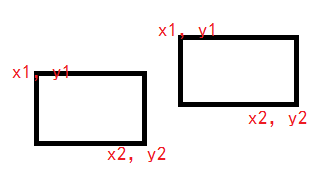 x1, y1
x1, y1
x2, y2
x2, y2